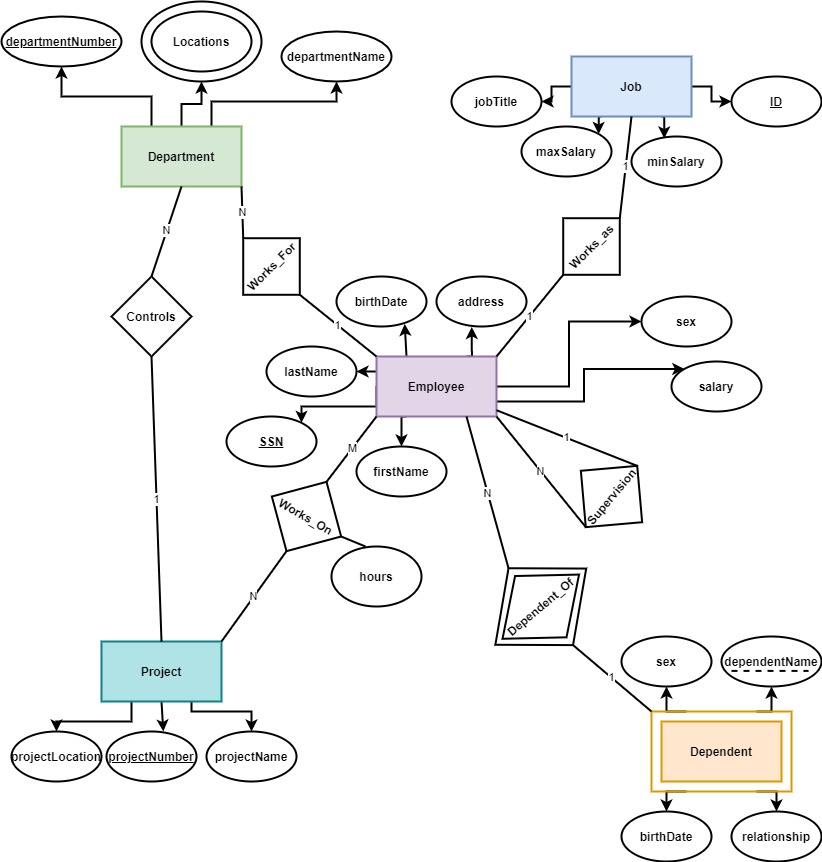 departmentNumber
Locations
departmentName
Department
Job
jobTitle
ID
maxSalary
minSalary
1
N
N
Works_For
Works_as
Controls
birthDate
address
1
1
sex
lastName
Employee
salary
SSN
firstName
M
1
N
Supervision
N
1
Works_On
hours
N
Dependent_Of
1
Project
sex
dependentName
projectLocation
projectNumber
projectName
Dependent
birthDate
relationship